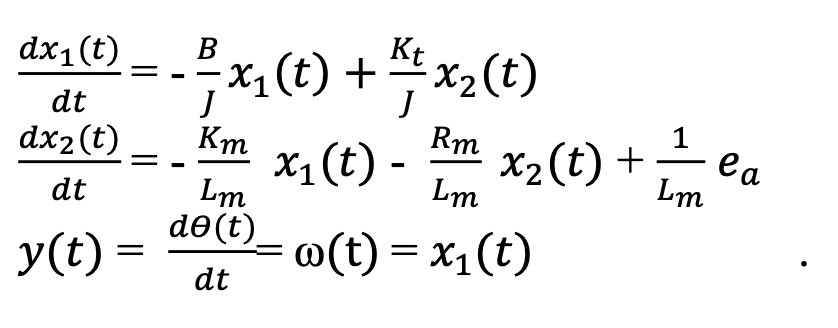 dx₁(t)/dt = - B/J x₁(t) + Kₜ/J x₂(t)
dx₂(t)/dt = - Kₘ/Lₘ x₁(t) - Rₘ/Lₘ x₂(t) + 1/Lₘ eₐ
y(t) = dθ(t)/dt = ω(t) = x₁(t) .